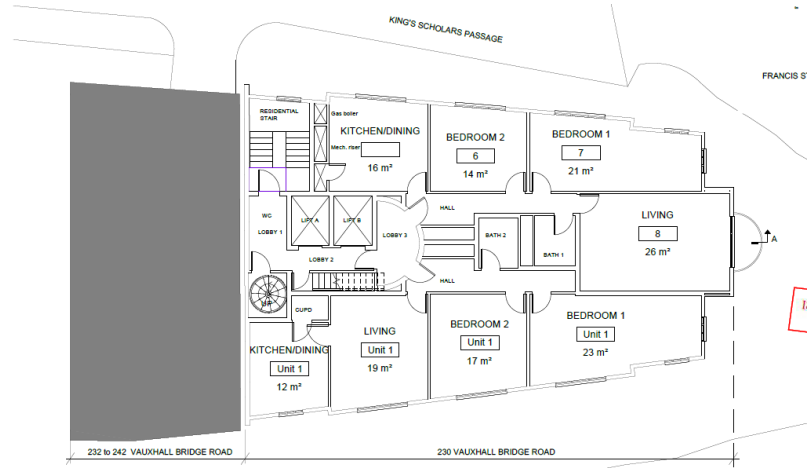 KING'S SCHOLARS PASSAGE
FRANCIS ST
RESIDENTIAL
STAIR
Gas boiler
Mech. riser
KITCHEN/DINING
16 m²
BEDROOM 2
6
14 m²
BEDROOM 1
7
21 m²
WC
LOBBY 1
LIFT A
LIFT B
LOBBY 2
LOBBY 3
HALL
BATH 2
BATH 1
LIVING
8
26 m²
A
HALL
CUPD
KITCHEN/DINING
Unit 1
12 m²
LIVING
Unit 1
19 m²
BEDROOM 2
Unit 1
17 m²
BEDROOM 1
Unit 1
23 m²
232 to 242 VAUXHALL BRIDGE ROAD
230 VAUXHALL BRIDGE ROAD